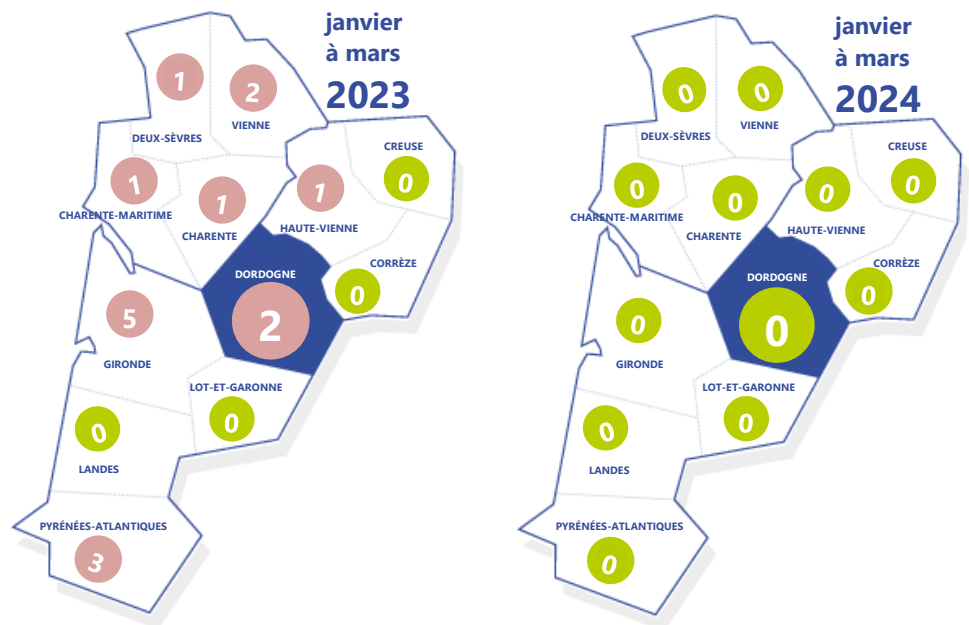 janvier
à mars
2023
1
2
DEUX-SÈVRES
VIENNE
CREUSE
0
1
CHARENTE-MARITIME
1
CHARENTE
1
HAUTE-VIENNE
DORDOGNE
2
CORRÈZE
0
5
GIRONDE
LOT-ET-GARONNE
0
0
LANDES
PYRÉNÉES-ATLANTIQUES
3
janvier
à mars
2024
0
0
DEUX-SÈVRES
VIENNE
CREUSE
0
0
CHARENTE-MARITIME
0
CHARENTE
0
HAUTE-VIENNE
DORDOGNE
0
CORRÈZE
0
0
GIRONDE
LOT-ET-GARONNE
0
0
LANDES
PYRÉNÉES-ATLANTIQUES
0